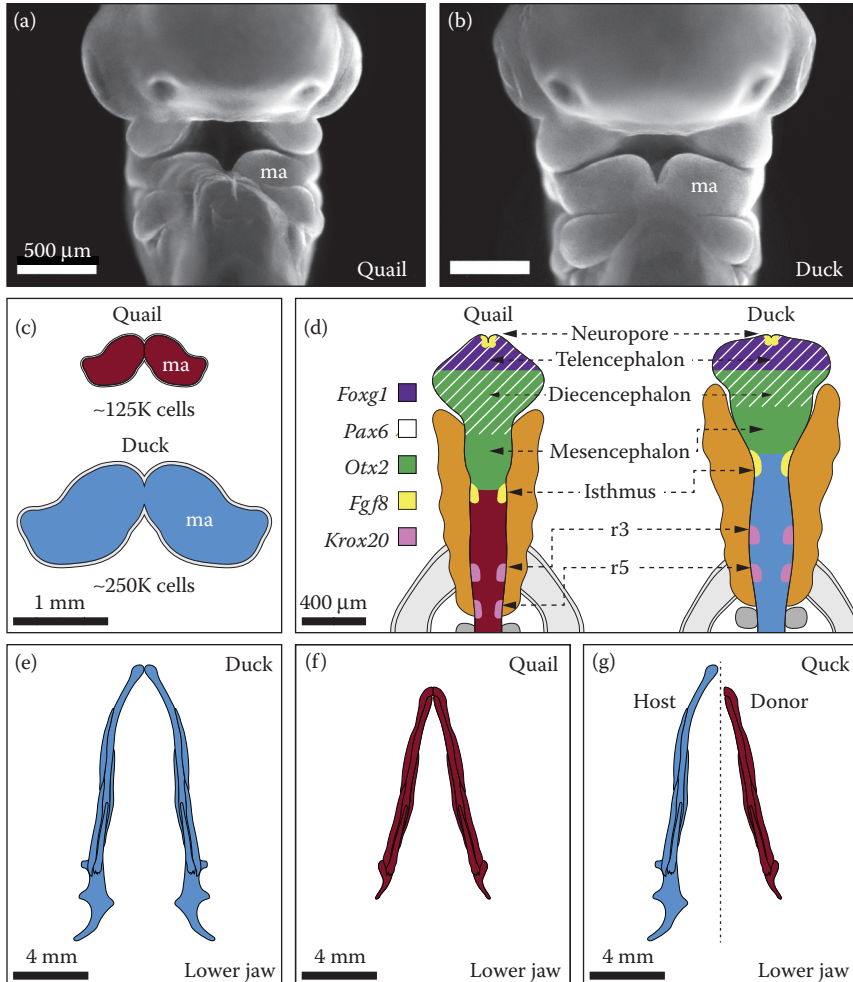 (a)
ma
500 µm
Quail
(b)
ma
Duck
(c)
Quail
ma
~125K cells
Duck
ma
~250K cells
1 mm
(d)
Quail
Duck
Neuropore
Telencephalon
Diecencephalon
Mesencephalon
Isthmus
r3
r5
Foxg1
Pax6
Otx2
Fgf8
Krox20
400 µm
(e)
Duck
4 mm
Lower jaw
(f)
Quail
4 mm
Lower jaw
(g)
Quck
Host
Donor
4 mm
Lower jaw